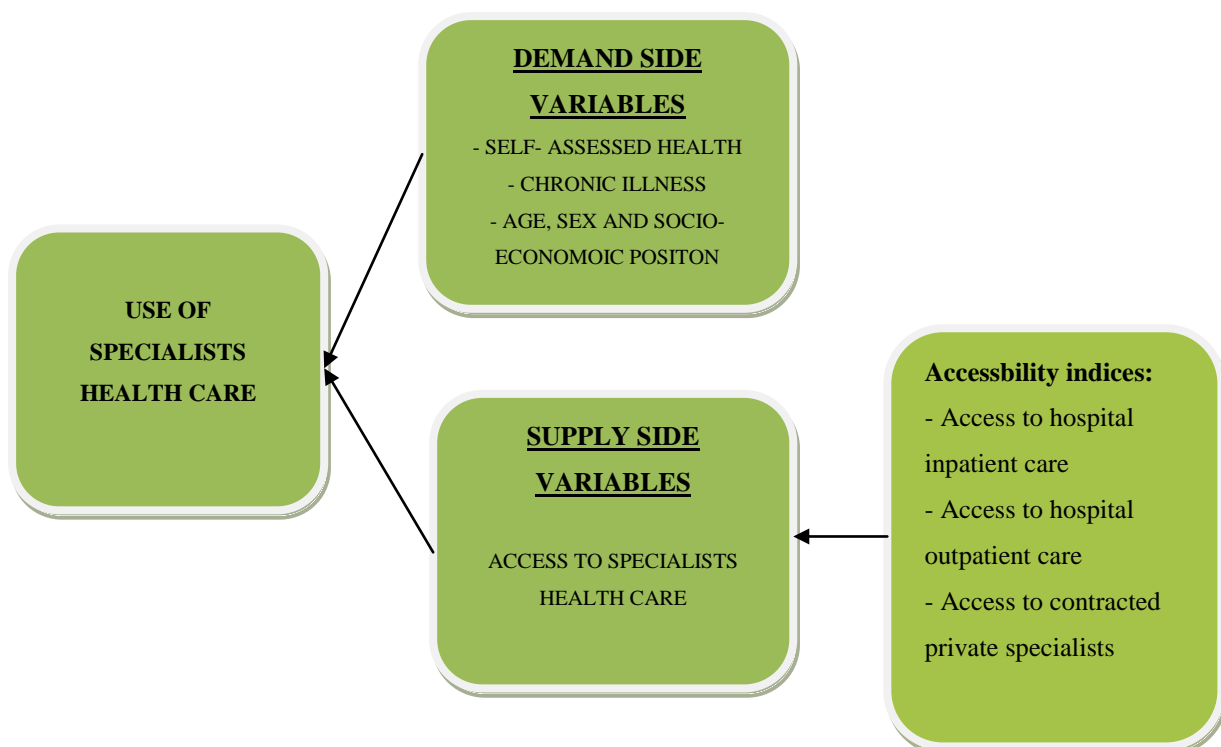 DEMAND SIDE
VARIABLES
- SELF- ASSESSED HEALTH
- CHRONIC ILLNESS
- AGE, SEX AND SOCIO-
ECONOMOIC POSITON
USE OF
SPECIALISTS
HEALTH CARE
SUPPLY SIDE
VARIABLES
ACCESS TO SPECIALISTS
HEALTH CARE
Accessbility indices:
- Access to hospital
inpatient care
- Access to hospital
outpatient care
- Access to contracted
private specialists